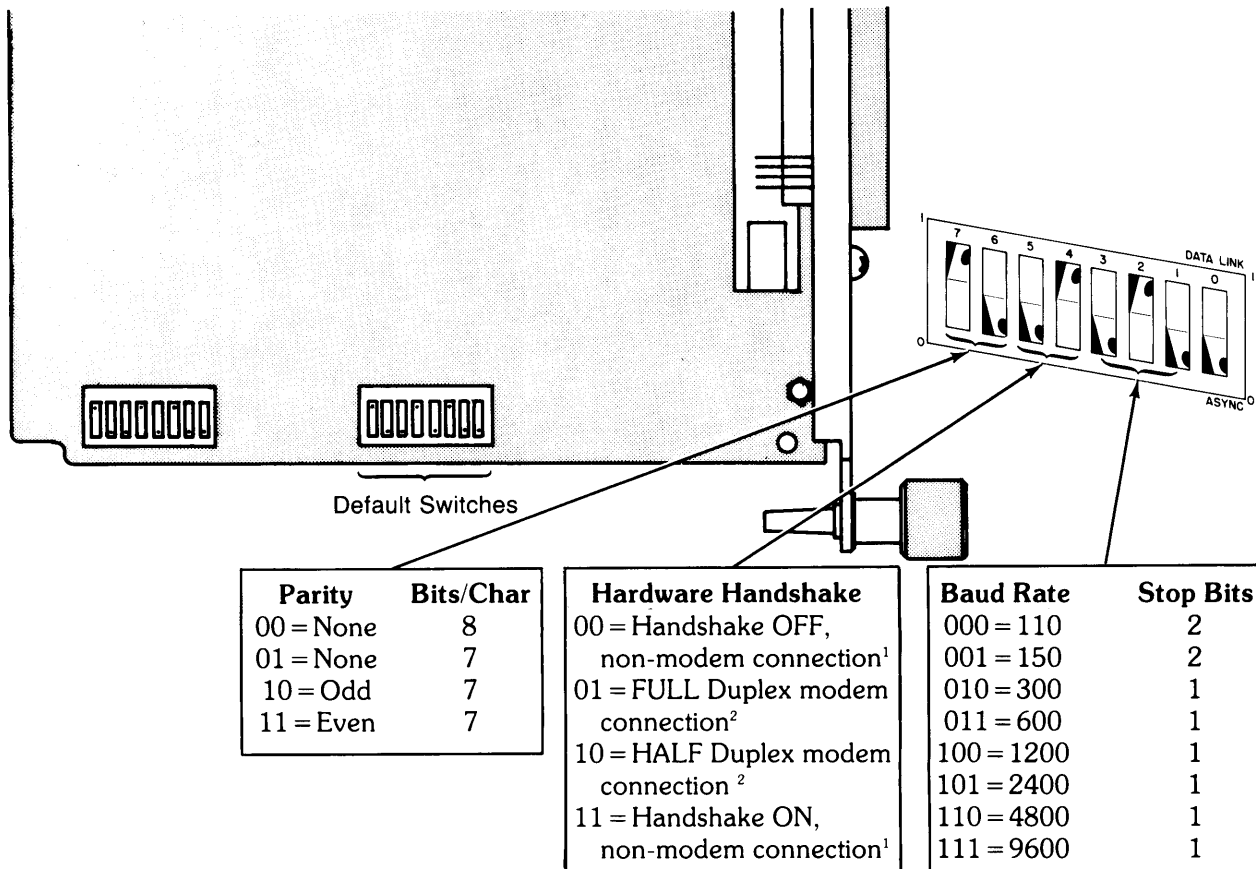 1
7 6 5 4 3 2 1 0
DATA LINK 1
0
ASYNC 0
Default Switches
Parity Bits/Char
00 = None 8
01 = None 7
10 = Odd 7
11 = Even 7
Hardware Handshake
00 = Handshake OFF,
non-modem connection¹
01 = FULL Duplex modem
connection²
10 = HALF Duplex modem
connection ²
11 = Handshake ON,
non-modem connection¹
Baud Rate Stop Bits
000 = 110 2
001 = 150 2
010 = 300 1
011 = 600 1
100 = 1200 1
101 = 2400 1
110 = 4800 1
111 = 9600 1